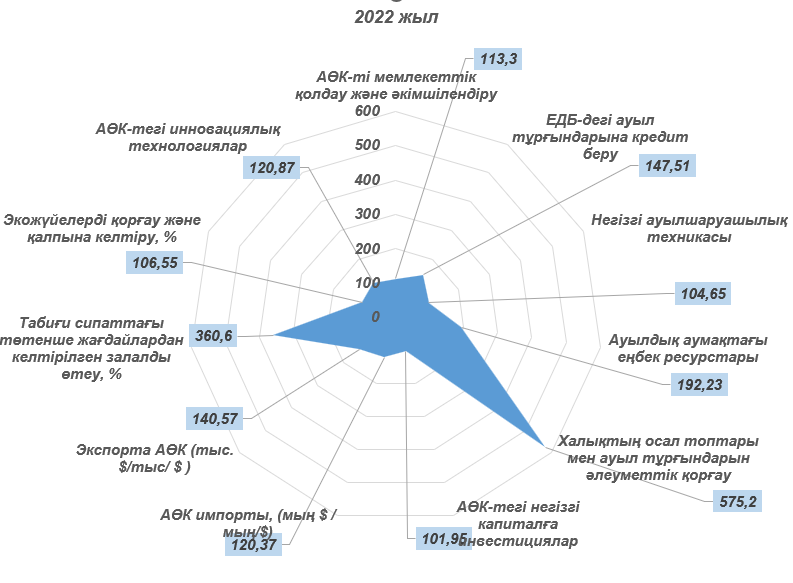 2022 жыл
113,3
АӨК-ті мемлекеттік
қолдау және әкімшілендіру
600
500
400
300
200
100
0
ЕДБ-дегі ауыл
тұрғындарына кредит
беру
147,51
Негізгі ауылшаруашылық
техникасы
104,65
Ауылдық аумақтағы
еңбек ресурстары
192,23
Халықтың осал топтары
мен ауыл тұрғындарын
әлеуметтік қорғау
575,2
АӨК-тегі негізгі
капиталға
инвестициялар
101,95
АӨК импорты, (мың $ /
мың/$)
120,37
Экспорта АӨК (тыс.
$/тыс/ $ )
140,57
Табиғи сипаттағы
төтенше жағдайлардан
келтірілген залалды
өтеу, %
360,6
Экожүйелерді қорғау және
қалпына келтіру, %
106,55
АӨК-тегі инновациялық
технологиялар
120,87